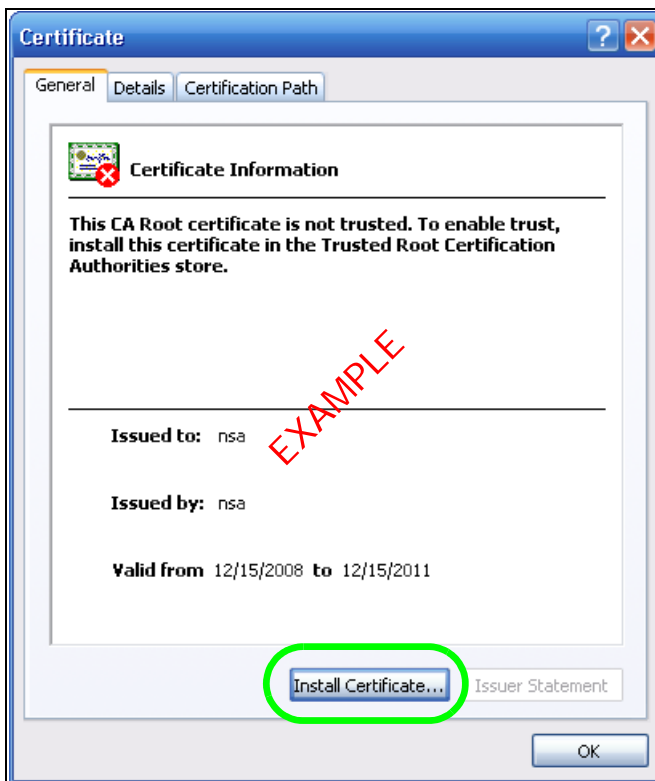 Certificate
General Details Certification Path
Certificate Information
This CA Root certificate is not trusted. To enable trust,
install this certificate in the Trusted Root Certification
Authorities store.
EXAMPLE
Issued to: nsa
Issued by: nsa
Valid from 12/15/2008 to 12/15/2011
Install Certificate... Issuer Statement
OK